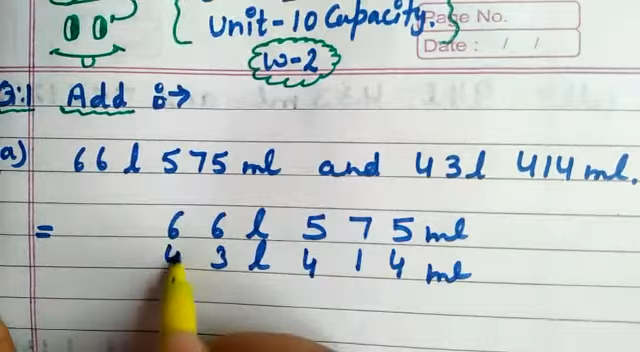 Unit-10 Capacity.
Page No.
Date : / /
W-2
Q:1 Add :→
a) 66 l 575 ml and 43 l 414 ml.
= 6 6 l 5 7 5 ml
4 3 l 4 1 4 ml